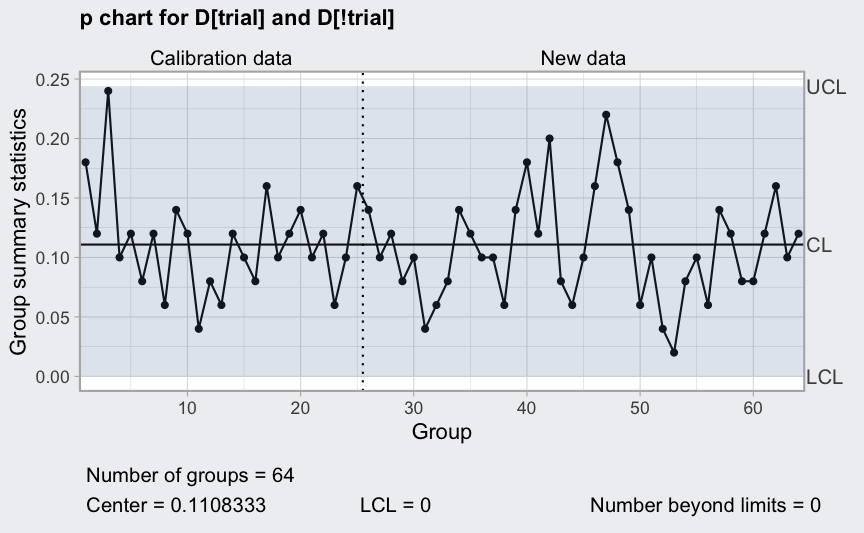 p chart for D[trial] and D[!trial]
Calibration data New data
0.25
0.20
0.15
0.10
0.05
0.00
Group summary statistics
UCL
CL
LCL
10 20 30 40 50 60
Group
Number of groups = 64
Center = 0.1108333 LCL = 0 Number beyond limits = 0